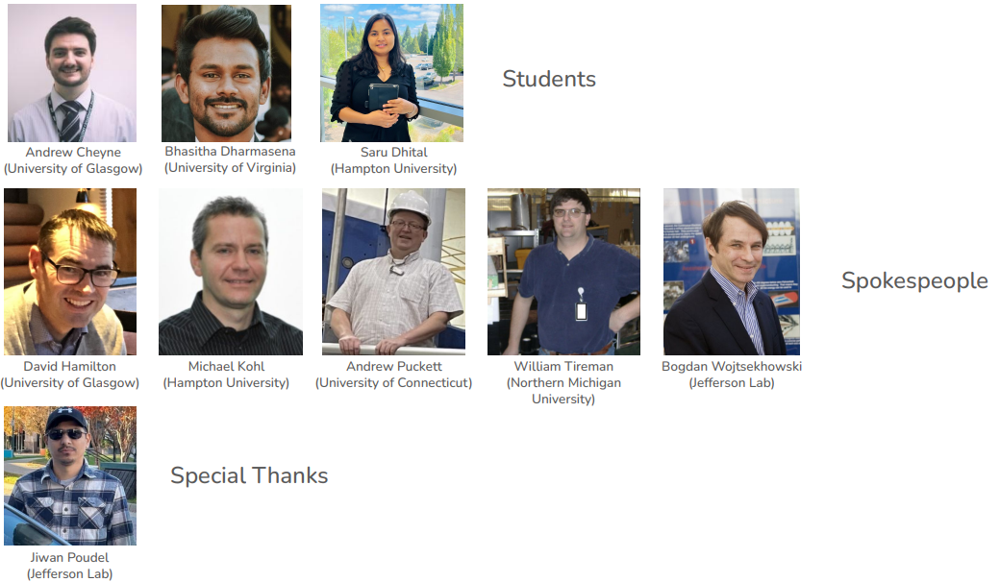 Andrew Cheyne
(University of Glasgow)
Bhasitha Dharmasena
(University of Virginia)
Saru Dhital
(Hampton University)
Students
David Hamilton
(University of Glasgow)
Michael Kohl
(Hampton University)
Andrew Puckett
(University of Connecticut)
William Tireman
(Northern Michigan
University)
Bogdan Wojtsekhowski
(Jefferson Lab)
Spokespeople
Jiwan Poudel
(Jefferson Lab)
Special Thanks